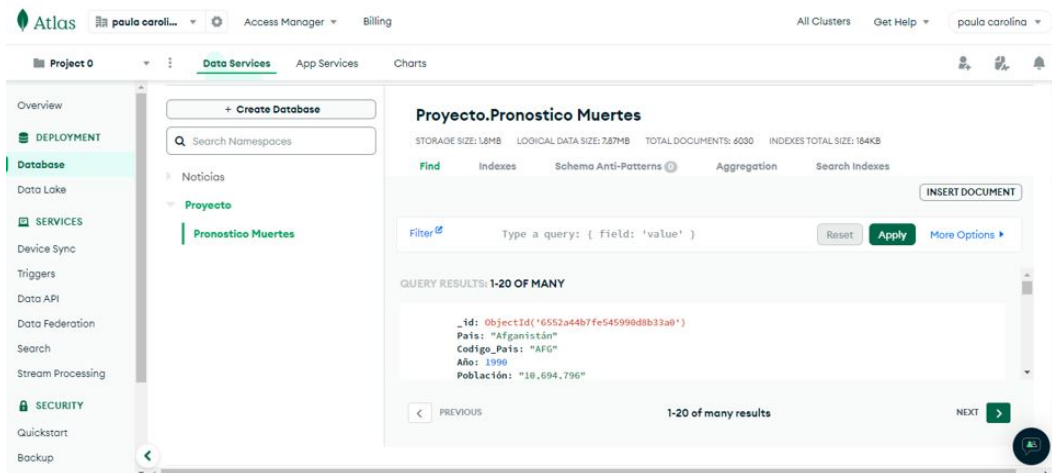 Atlas paula caroli... Access Manager Billing All Clusters Get Help paula carolina
Project 0 Data Services App Services Charts
Overview
DEPLOYMENT
Database
Data Lake
SERVICES
Device Sync
Triggers
Data API
Data Federation
Search
Stream Processing
SECURITY
Quickstart
Backup
+ Create Database
Search Namespaces
Noticias
Proyecto
Pronostico Muertes
Proyecto.Pronostico Muertes
STORAGE SIZE: 1.8MB LOGICAL DATA SIZE: 7.87MB TOTAL DOCUMENTS: 6030 INDEXES TOTAL SIZE: 184KB
Find Indexes Schema Anti-Patterns 0 Aggregation Search Indexes
INSERT DOCUMENT
Filter Type a query: { field: 'value' } Reset Apply More Options
QUERY RESULTS: 1-20 OF MANY
_id: ObjectId('6552a44b7fe545990d8b33a0')
Pais: "Afganistán"
Codigo_Pais: "AFG"
Año: 1990
Población: "10,694,796"
PREVIOUS 1-20 of many results NEXT